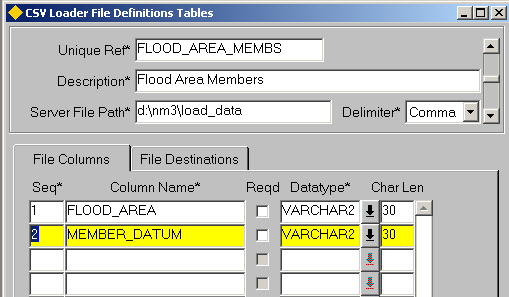 CSV Loader File Definitions Tables
Unique Ref* FLOOD_AREA_MEMBS
Description* Flood Area Members
Server File Path* d:\nm3\load_data Delimiter* Comma
File Columns File Destinations
Seq* Column Name* Reqd Datatype* Char Len
1 FLOOD_AREA VARCHAR2 30
2 MEMBER_DATUM VARCHAR2 30